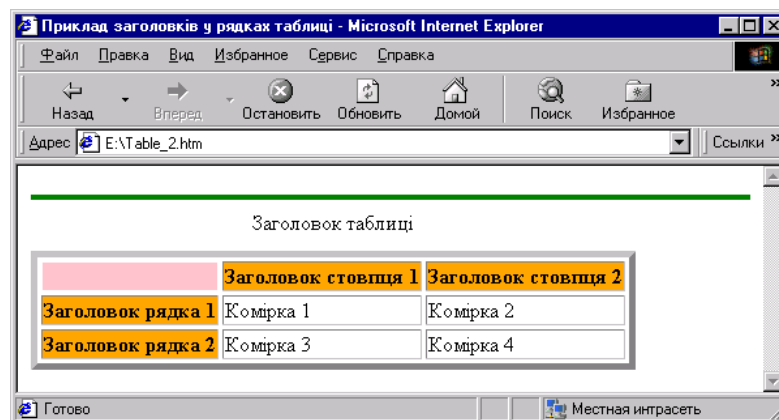 Приклад заголовків у рядках таблиці - Microsoft Internet Explorer
Файл Правка Вид Избранное Сервис Справка
Назад Вперед Остановить Обновить Домой Поиск Избранное
Адрес E:\Table_2.htm Ссылки
Заголовок таблиці
Заголовок стовпця 1 Заголовок стовпця 2
Заголовок рядка 1 Комірка 1 Комірка 2
Заголовок рядка 2 Комірка 3 Комірка 4
Готово Местная интрасеть